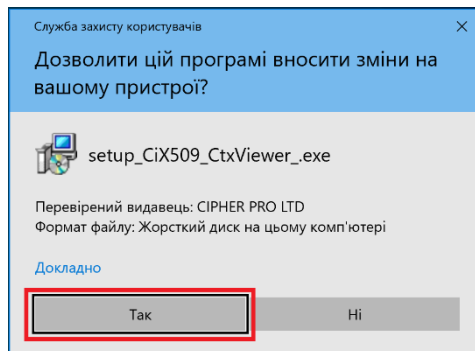 Служба захисту користувачів
Дозволити цій програмі вносити зміни на
вашому пристрої?
setup_CiX509_CtxViewer_.exe
Перевірений видавець: CIPHER PRO LTD
Формат файлу: Жорсткий диск на цьому комп'ютері
Докладно
Так
Ні